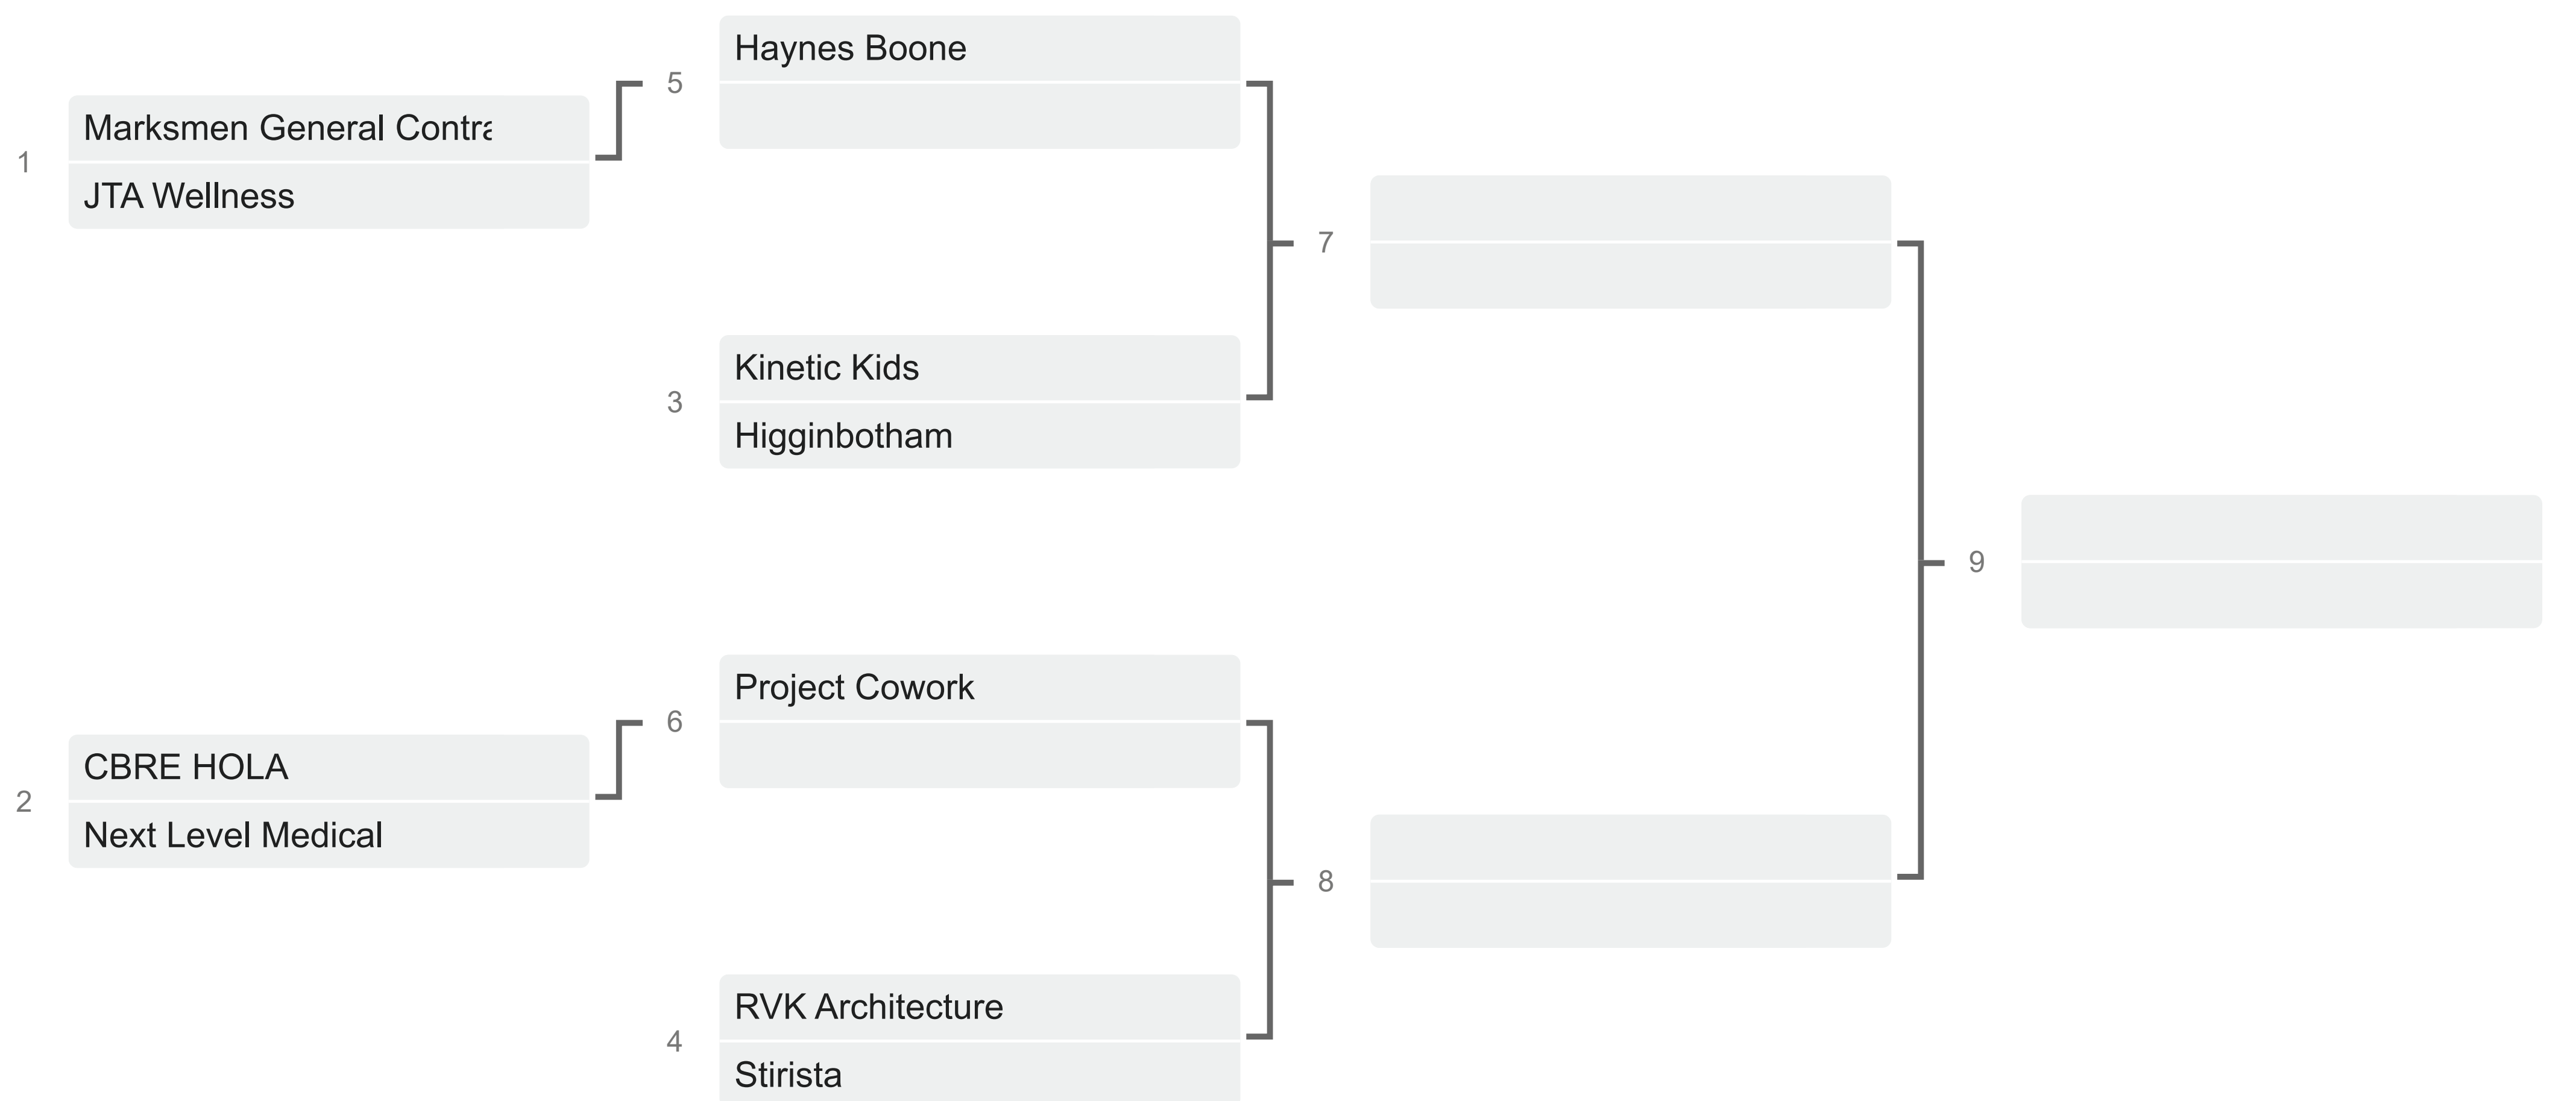 1
Marksmen General Contra
JTA Wellness
5
Haynes Boone
3
Kinetic Kids
Higginbotham
2
CBRE HOLA
Next Level Medical
6
Project Cowork
4
RVK Architecture
Stirista
7
8
9